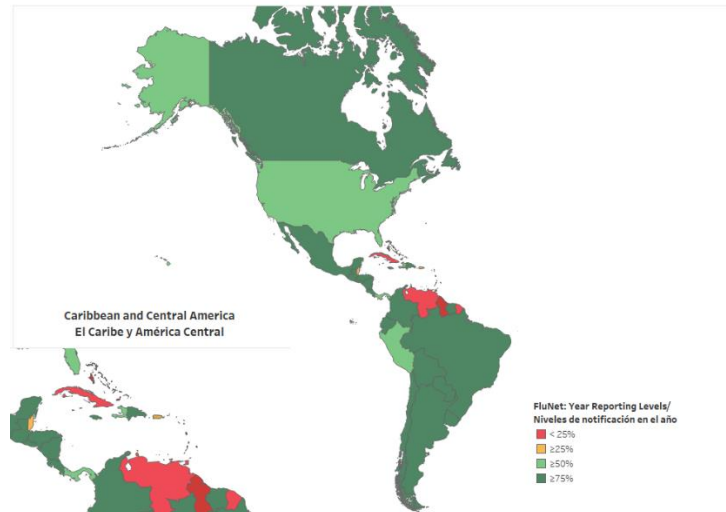 Caribbean and Central America
El Caribe y América Central
FluNet: Year Reporting Levels/
Niveles de notificación en el año
< 25%
≥25%
≥50%
≥75%